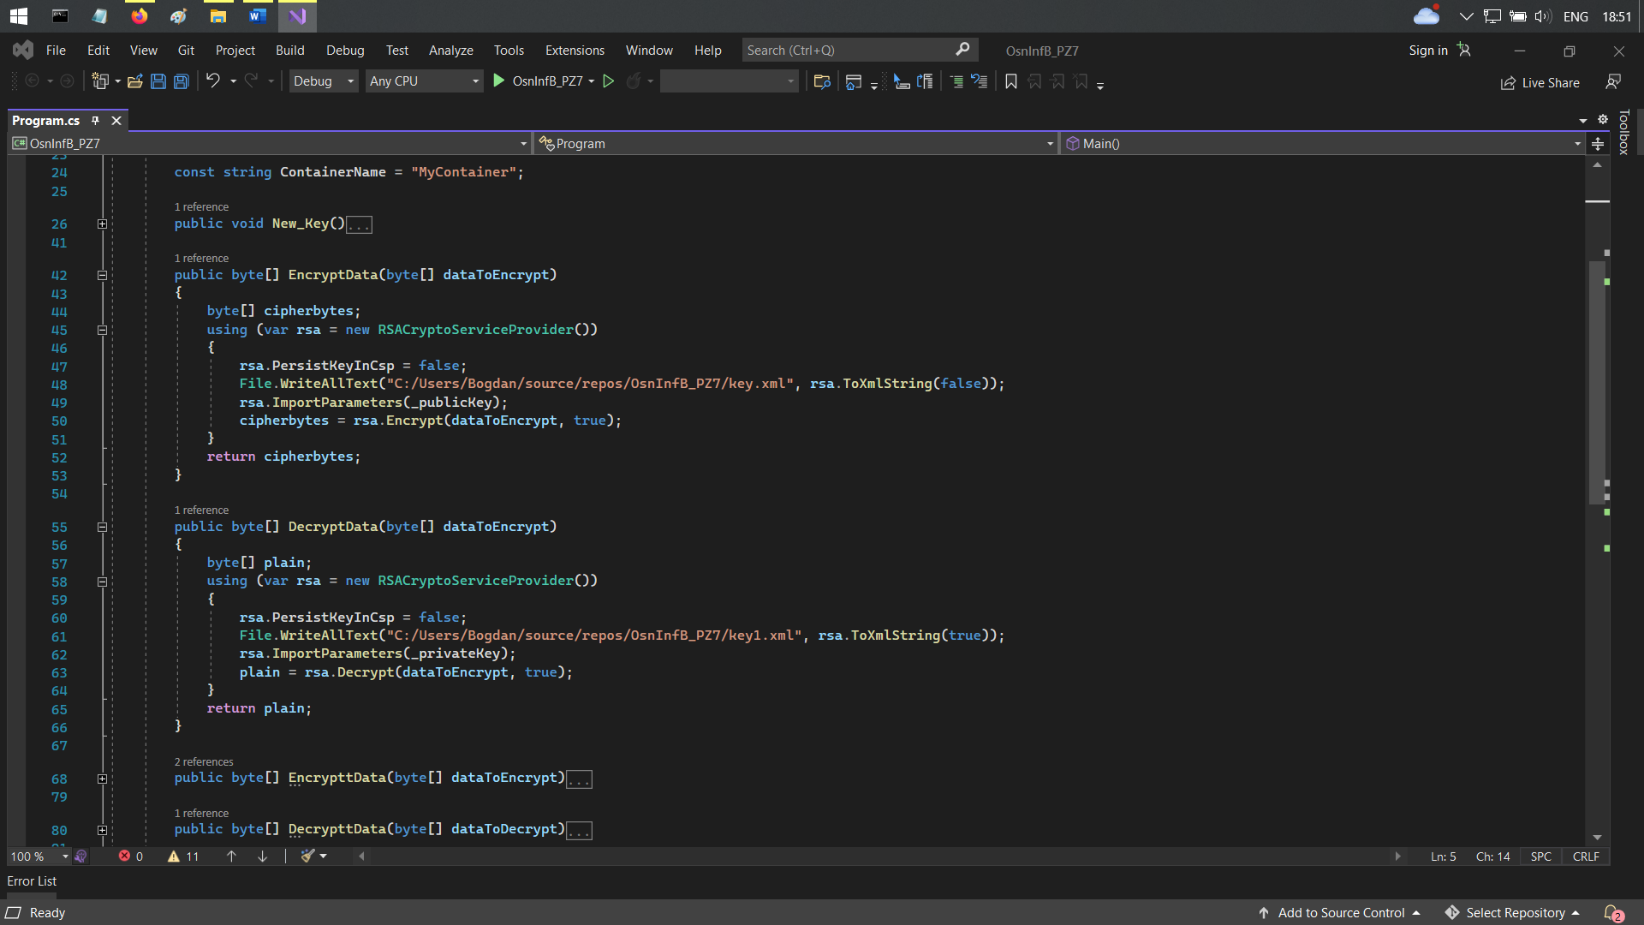 ENG 18:51
File Edit View Git Project Build Debug Test Analyze Tools Extensions Window Help Search (Ctrl+Q) OsnInfB_PZ7 Sign in
Debug Any CPU OsnInfB_PZ7 Live Share
Program.cs
Toolbox
C# OsnInfB_PZ7 Program Main()
23
24 const string ContainerName = "MyContainer";
25
1 reference
26 public void New_Key()...
41
1 reference
42 public byte[] EncryptData(byte[] dataToEncrypt)
43 {
44 byte[] cipherbytes;
45 using (var rsa = new RSACryptoServiceProvider())
46 {
47 rsa.PersistKeyInCsp = false;
48 File.WriteAllText("C:/Users/Bogdan/source/repos/OsnInfB_PZ7/key.xml", rsa.ToXmlString(false));
49 rsa.ImportParameters(_publicKey);
50 cipherbytes = rsa.Encrypt(dataToEncrypt, true);
51 }
52 return cipherbytes;
53 }
54
1 reference
55 public byte[] DecryptData(byte[] dataToEncrypt)
56 {
57 byte[] plain;
58 using (var rsa = new RSACryptoServiceProvider())
59 {
60 rsa.PersistKeyInCsp = false;
61 File.WriteAllText("C:/Users/Bogdan/source/repos/OsnInfB_PZ7/key1.xml", rsa.ToXmlString(true));
62 rsa.ImportParameters(_privateKey);
63 plain = rsa.Decrypt(dataToEncrypt, true);
64 }
65 return plain;
66 }
67
2 references
68 public byte[] EncrypttData(byte[] dataToEncrypt)...
79
1 reference
80 public byte[] DecrypttData(byte[] dataToDecrypt)...
100 % 0 11 Ln: 5 Ch: 14 SPC CRLF
Error List
Ready Add to Source Control Select Repository 2